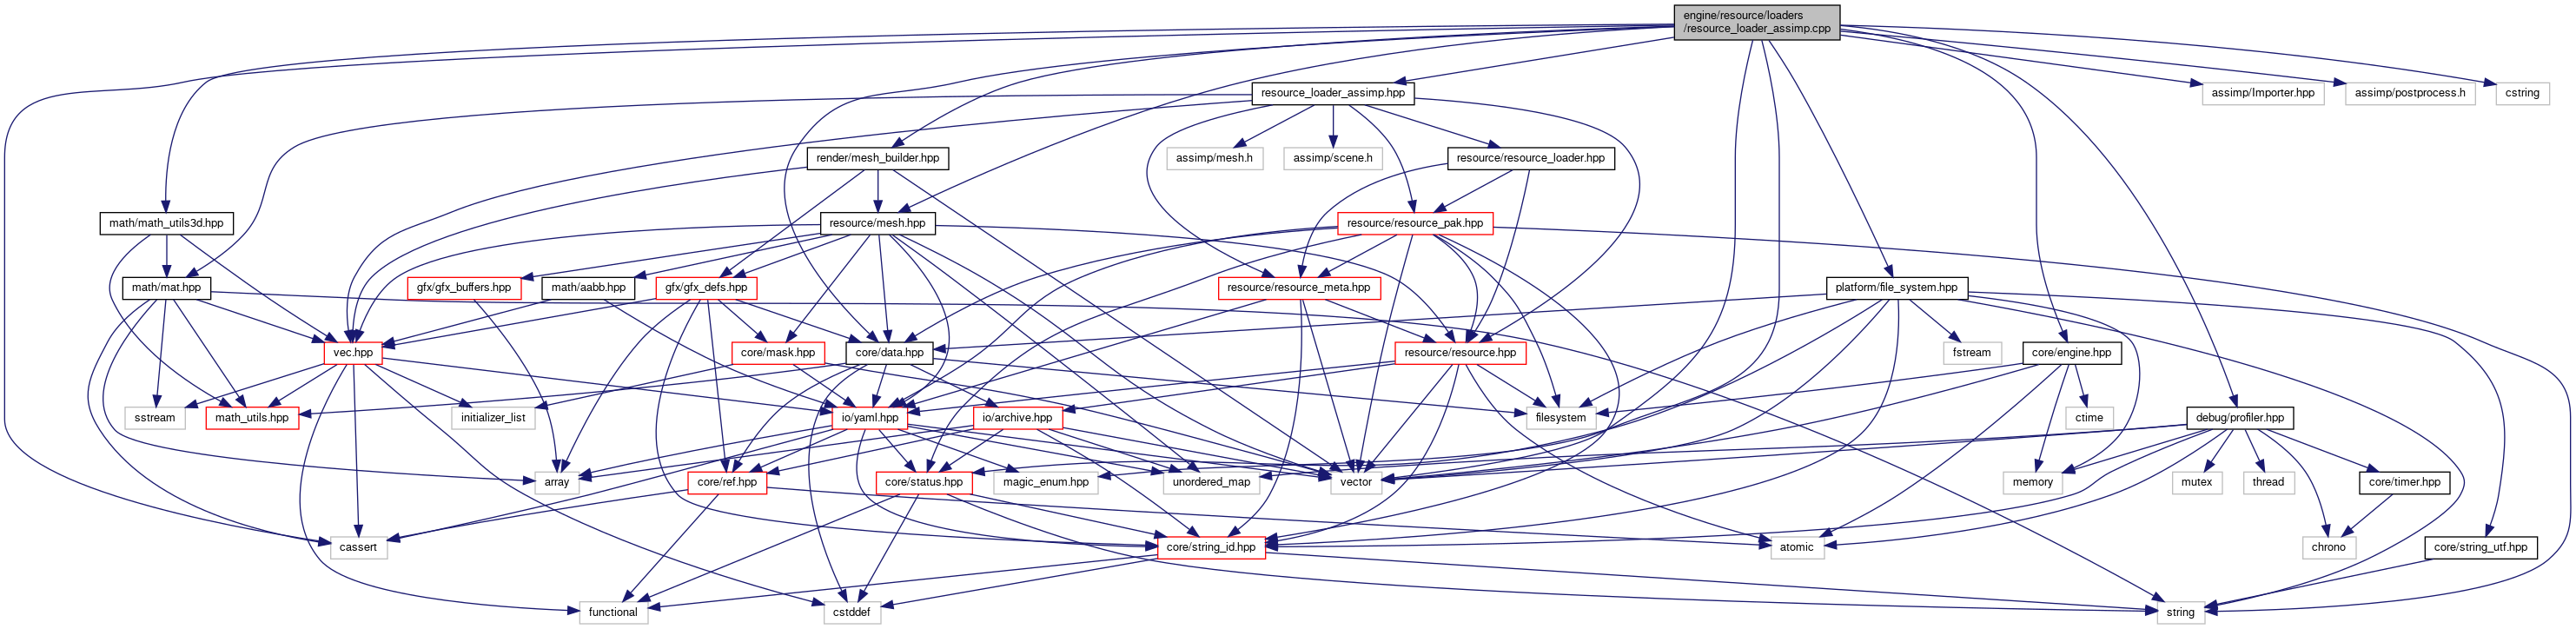 engine/resource/loaders
/resource_loader_assimp.cpp
resource_loader_assimp.hpp
assimp/Importer.hpp
assimp/postprocess.h
cstring
render/mesh_builder.hpp
assimp/mesh.h
assimp/scene.h
resource/resource_loader.hpp
math/math_utils3d.hpp
resource/mesh.hpp
resource/resource_pak.hpp
math/mat.hpp
gfx/gfx_buffers.hpp
math/aabb.hpp
gfx/gfx_defs.hpp
resource/resource_meta.hpp
platform/file_system.hpp
vec.hpp
core/mask.hpp
core/data.hpp
resource/resource.hpp
fstream
core/engine.hpp
sstream
math_utils.hpp
initializer_list
io/yaml.hpp
io/archive.hpp
filesystem
ctime
debug/profiler.hpp
array
core/ref.hpp
core/status.hpp
magic_enum.hpp
unordered_map
vector
memory
mutex
thread
core/timer.hpp
cassert
core/string_id.hpp
atomic
chrono
core/string_utf.hpp
functional
cstddef
string